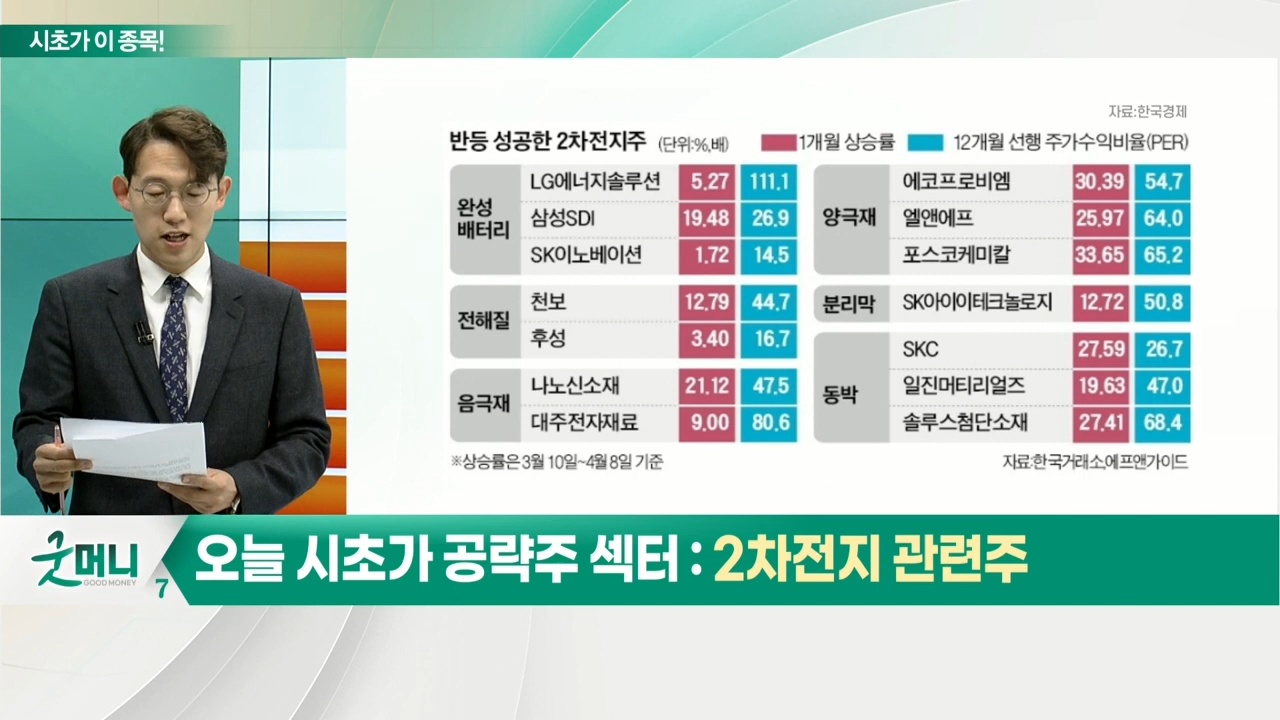 시초가 이 종목!
자료:한국경제
반등 성공한 2차전지주 (단위:%,배) 1개월 상승률 12개월 선행 주가수익비율(PER)
완성
배터리
LG에너지솔루션 5.27 111.1
삼성SDI 19.48 26.9
SK이노베이션 1.72 14.5
전해질
천보 12.79 44.7
후성 3.40 16.7
음극재
나노신소재 21.12 47.5
대주전자재료 9.00 80.6
양극재
에코프로비엠 30.39 54.7
엘앤에프 25.97 64.0
포스코케미칼 33.65 65.2
분리막
SK아이이테크놀로지 12.72 50.8
동박
SKC 27.59 26.7
일진머티리얼즈 19.63 47.0
솔루스첨단소재 27.41 68.4
※상승률은 3월 10일~4월 8일 기준
자료:한국거래소,에프앤가이드
굿머니
GOOD MONEY
7
오늘 시초가 공략주 섹터 : 2차전지 관련주